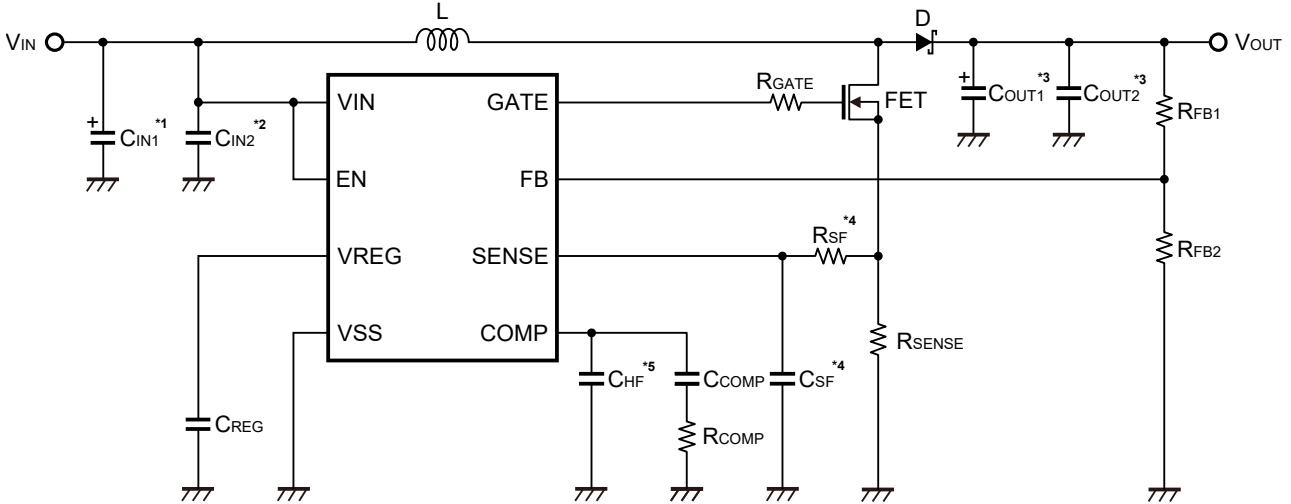 L
D
VIN
VOUT
RGATE
FET
COUT1*3
COUT2*3
RFB1
CIN1*1
CIN2*2
VIN
GATE
EN
FB
RSF*4
RFB2
VREG
SENSE
VSS
COMP
RSENSE
CHF*5
CCOMP
CSF*4
CREG
RCOMP
+
+